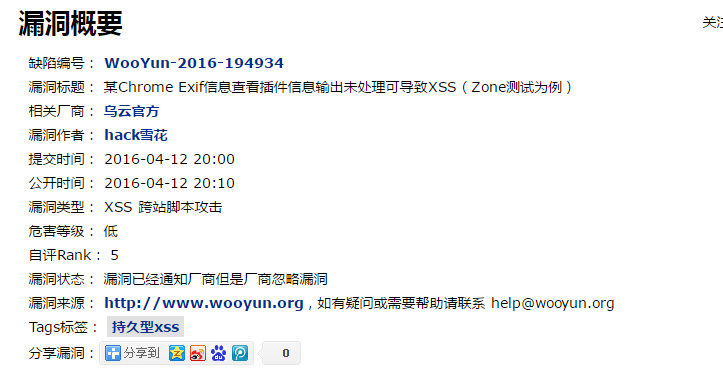 漏洞概要
关注
缺陷编号： WooYun-2016-194934
漏洞标题： 某Chrome Exif信息查看插件信息输出未处理可导致XSS（Zone测试为例）
相关厂商： 乌云官方
漏洞作者： hack雪花
提交时间： 2016-04-12 20:00
公开时间： 2016-04-12 20:10
漏洞类型： XSS 跨站脚本攻击
危害等级： 低
自评Rank： 5
漏洞状态： 漏洞已经通知厂商但是厂商忽略漏洞
漏洞来源： http://www.wooyun.org，如有疑问或需要帮助请联系 help@wooyun.org
Tags标签： 持久型xss
分享漏洞： 分享到 0